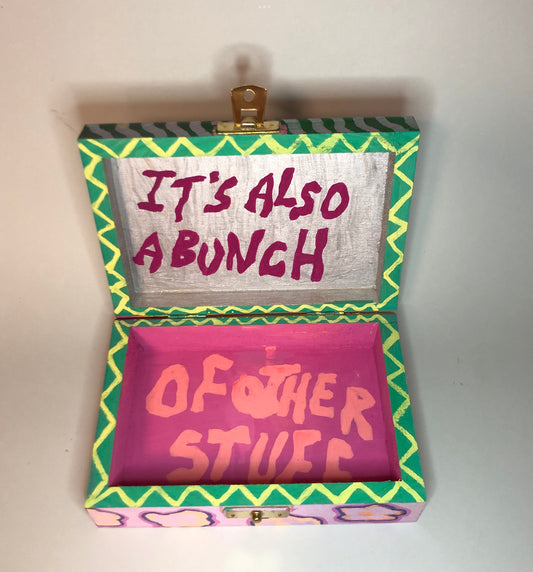 IT'S ALSO
A BUNCH
OF OTHER
STUFF